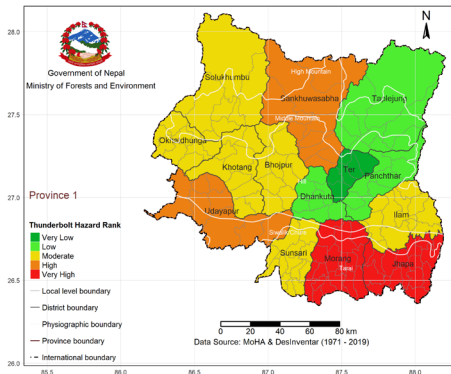 N
28.0
Government of Nepal
Ministry of Forests and Environment
Solukhumbu
High Mountain
Sankhuwasabha
Taplejung
27.5
Middle Mountain
Okhaldhunga
Khotang
Bhojpur
Ter
Panchthar
27.0
Province 1
Dhankuta
Udayapur
Ilam
Thunderbolt Hazard Rank
Very Low
Low
Moderate
High
Very High
Sunsari
Morang
Tarai
Jhapa
26.5
Local level boundary
District boundary
Physiographic boundary
Province boundary
International boundary
0 20 40 60 80 km
Data Source: MoHA & DesInventar (1971 - 2019)
26.0
85.5 86.0 86.5 87.0 87.5 88.0